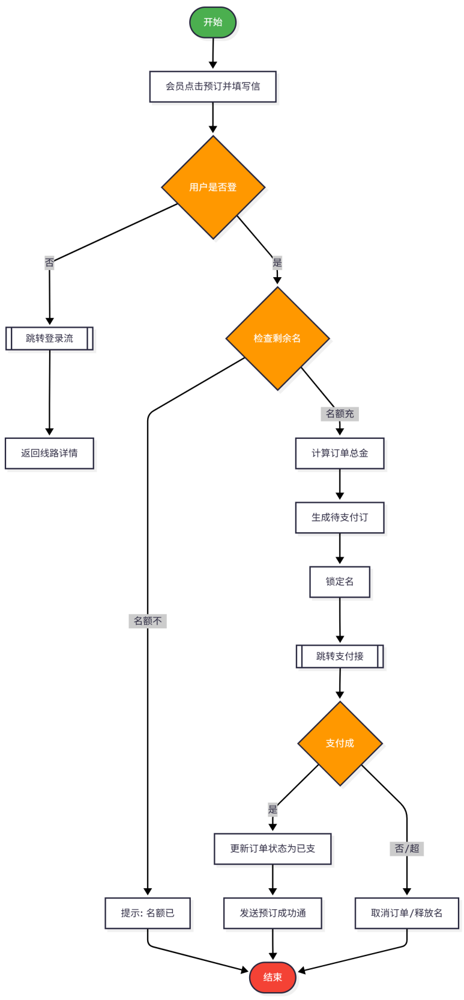 开始
会员点击预订并填写信
用户是否登
否
是
跳转登录流
检查剩余名
名额充
返回线路详情
计算订单总金
生成待支付订
锁定名
名额不
跳转支付接
支付成
是
更新订单状态为已支
否/超
提示: 名额已
发送预订成功通
取消订单/释放名
结束